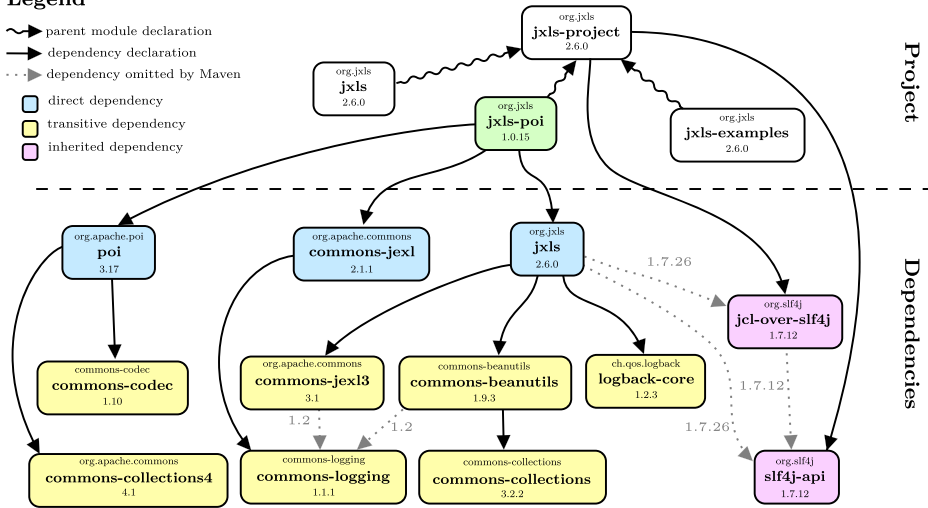 Legend
parent module declaration
dependency declaration
dependency omitted by Maven
direct dependency
transitive dependency
inherited dependency
org.jxls
jxls-project
2.6.0
org.jxls
jxls
2.6.0
org.jxls
jxls-poi
1.0.15
org.jxls
jxls-examples
2.6.0
Project
org.apache.poi
poi
3.17
org.apache.commons
commons-jexl
2.1.1
org.jxls
jxls
2.6.0
1.7.26
org.slf4j
jcl-over-slf4j
1.7.12
Dependencies
commons-codec
commons-codec
1.10
org.apache.commons
commons-jexl3
3.1
commons-beanutils
commons-beanutils
1.9.3
ch.qos.logback
logback-core
1.2.3
1.7.12
1.2
1.2
1.7.26
org.apache.commons
commons-collections4
4.1
commons-logging
commons-logging
1.1.1
commons-collections
commons-collections
3.2.2
org.slf4j
slf4j-api
1.7.12